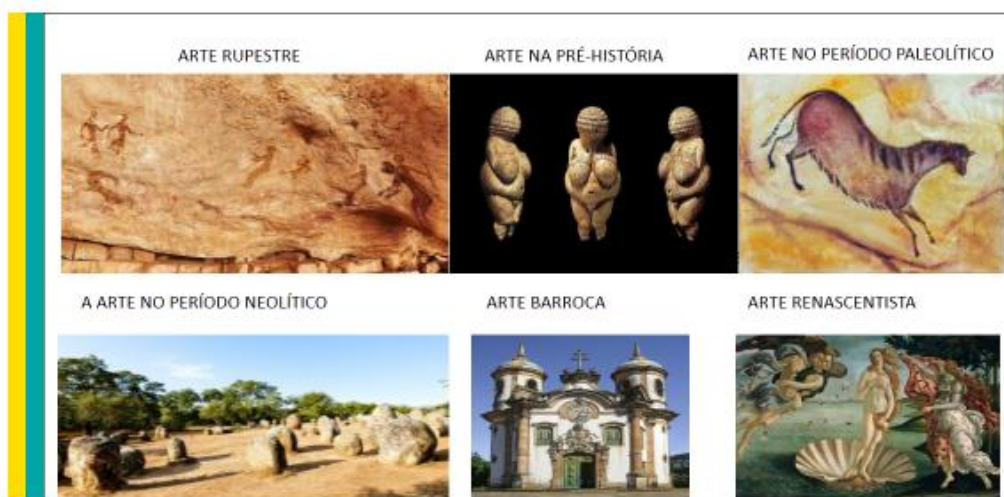 ARTE RUPESTRE
ARTE NA PRÉ-HISTÓRIA
ARTE NO PERÍODO PALEOLÍTICO
A ARTE NO PERÍODO NEOLÍTICO
ARTE BARROCA
ARTE RENASCENTISTA